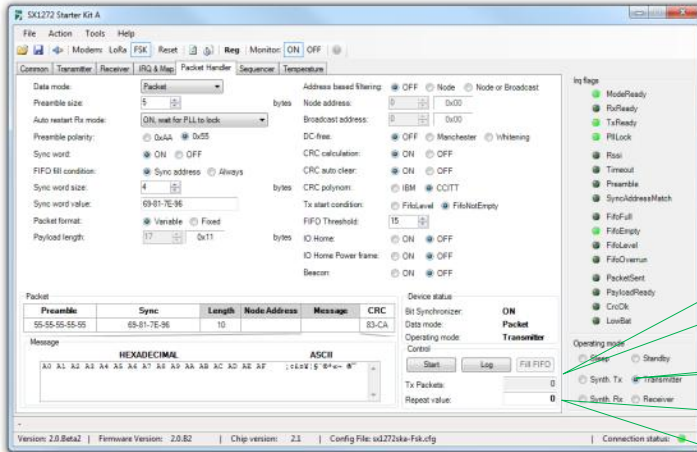 SX1272 Starter Kit A
File Action Tools Help
Modem: LoRa FSK Reset Reg Monitor: ON OFF
Common Transmitter Receiver IRQ & Map Packet Handler Sequencer Temperature
Data mode: Packet
Preamble size: 5 bytes
Auto restart Rx mode: ON, wait for PLL to lock
Preamble polarity: 0xAA 0x55
Sync word: ON OFF
FIFO fill condition: Sync address Always
Sync word size: 4 bytes
Sync word value: 69-81-7E-96
Packet format: Variable Fixed
Payload length: 17 0x11 bytes
Address based filtering: OFF Node Node or Broadcast
Node address: 0 0x00
Broadcast address: 0 0x00
DC-free: OFF Manchester Whitening
CRC calculation: ON OFF
CRC auto clear: ON OFF
CRC polynom: IBM CCITT
Tx start condition: FifoLevel FifoNotEmpty
FIFO Threshold: 15
IO Home: ON OFF
IO Home Power frame: ON OFF
Beacon: ON OFF
Irq flags
ModeReady
RxReady
TxReady
PllLock
Rssi
Timeout
Preamble
SyncAddressMatch
FifoFull
FifoEmpty
FifoLevel
FifoOverrun
PacketSent
PayloadReady
CrcOk
LowBat
Packet
Preamble Sync Length Node Address Message CRC
55-55-55-55-55 69-81-7E-96 10 83-CA
Message
HEXADECIMAL ASCII
A0 A1 A2 A3 A4 A5 A6 A7 A8 A9 AA AB AC AD AE AF
Device status
Bit Synchronizer: ON
Data mode: Packet
Operating mode: Transmitter
Control
Start Log Fill FIFO
Tx Packets: 0
Repeat value: 0
Operating mode
Sleep Standby
Synth. Tx Transmitter
Synth. Rx Receiver
-
Version: 2.0.Beta2 | Firmware Version: 2.0.B2 | Chip version: 2.1 | Config File: sx1272ska-Fsk.cfg | Connection status: